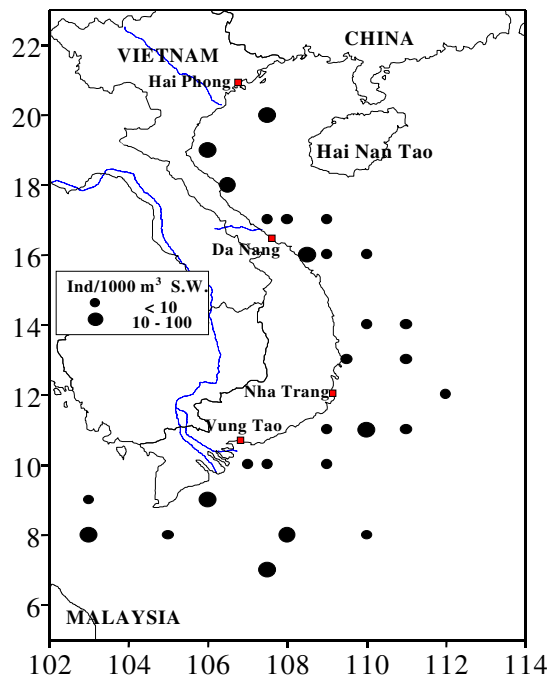 22
CHINA
VIETNAM
Hai Phong
20
Hai Nan Tao
18
Da Nang
16
Ind/1000 m³ S.W.
< 10
10 - 100
14
12
Nha Trang
Vung Tao
10
8
6
MALAYSIA
102 104 106 108 110 112 114